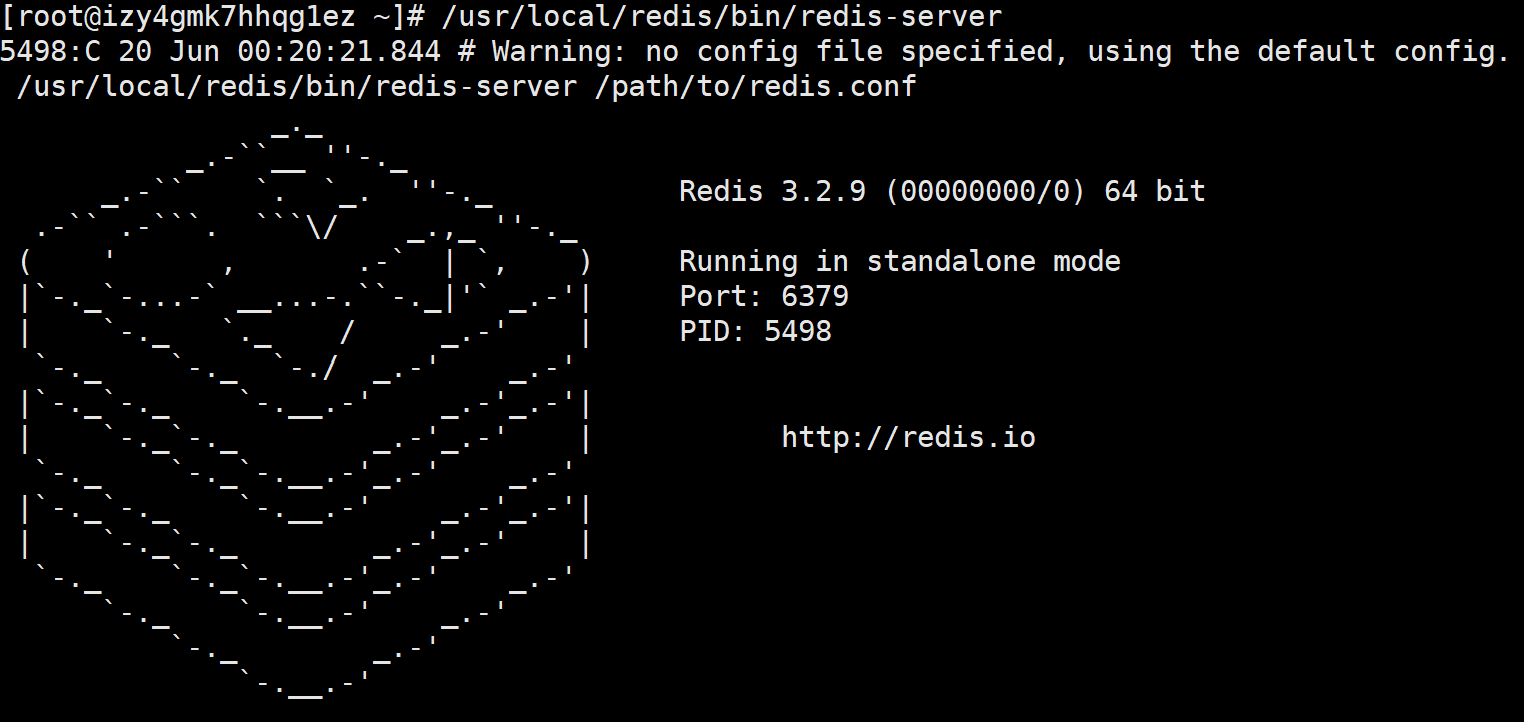 [root@izy4gmk7hhqg1ez ~]# /usr/local/redis/bin/redis-server
5498:C 20 Jun 00:20:21.844 # Warning: no config file specified, using the default config.
/usr/local/redis/bin/redis-server /path/to/redis.conf
Redis 3.2.9 (00000000/0) 64 bit
Running in standalone mode
Port: 6379
PID: 5498
http://redis.io